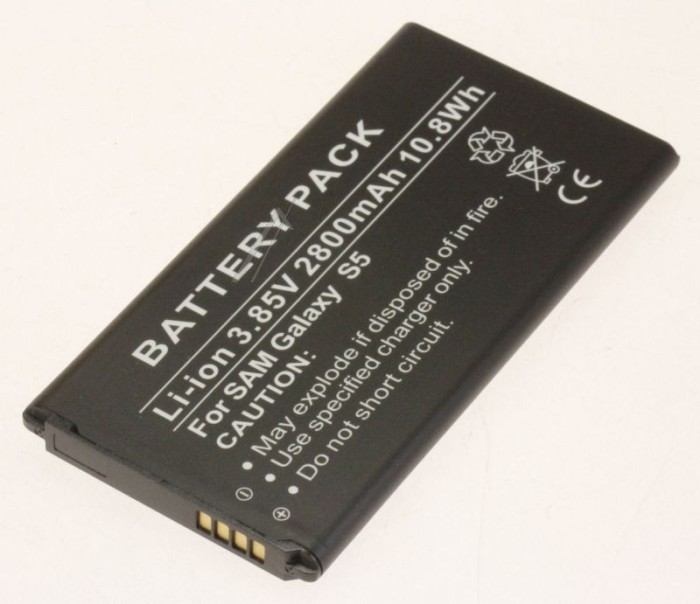 BATTERY PACK
Li-ion 3.85V 2800mAh 10.8Wh
For SAM Galaxy S5
CAUTION:
• May explode if disposed of in fire.
• Use specified charger only.
• Do not short circuit.
CE
⊖ ⊕